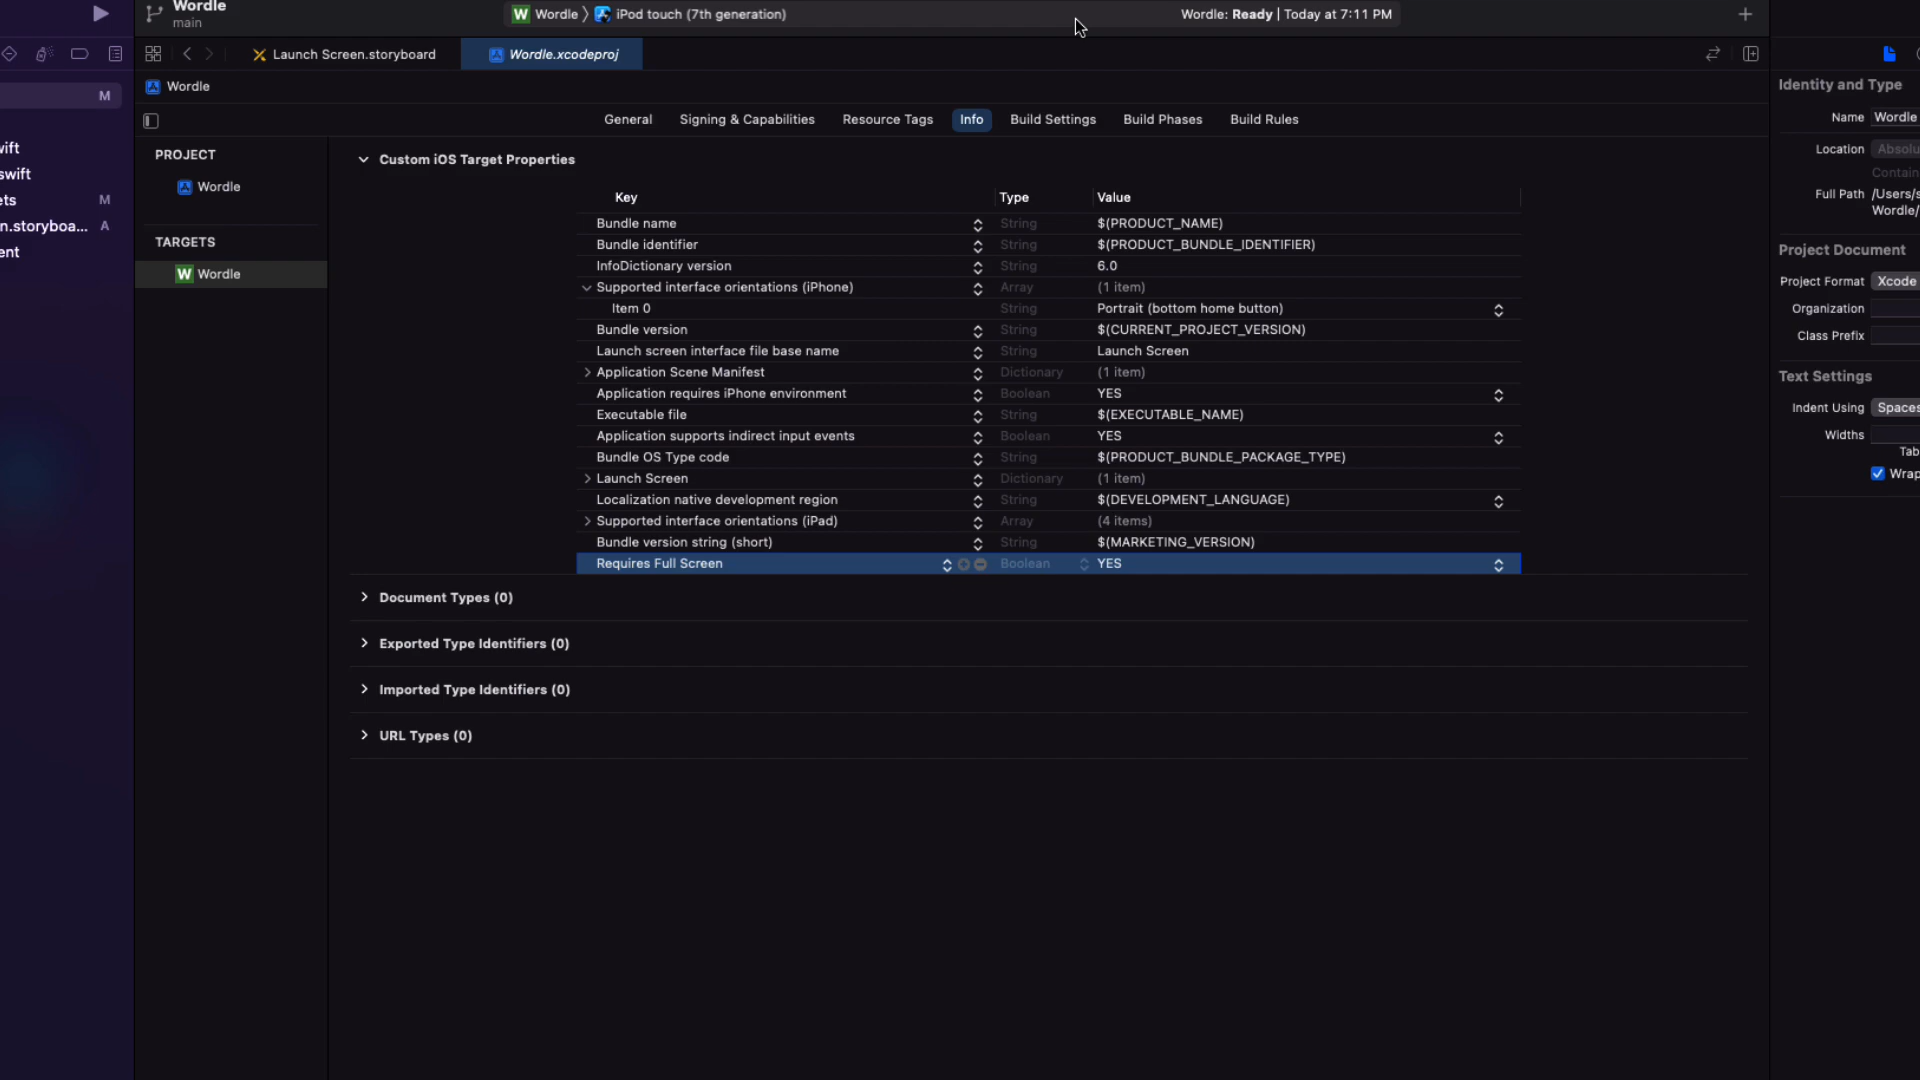 Wordle
main
W Wordle 〉 iPod touch (7th generation)
Wordle: Ready | Today at 7:11 PM
Launch Screen.storyboard
Wordle.xcodeproj
Wordle
General
Signing & Capabilities
Resource Tags
Info
Build Settings
Build Phases
Build Rules
M
wift
swift
ets M
n.storyboa... A
ent
PROJECT
Wordle
TARGETS
W Wordle
Custom iOS Target Properties
Key Type Value
Bundle name String $(PRODUCT_NAME)
Bundle identifier String $(PRODUCT_BUNDLE_IDENTIFIER)
InfoDictionary version String 6.0
Supported interface orientations (iPhone) Array (1 item)
Item 0 String Portrait (bottom home button)
Bundle version String $(CURRENT_PROJECT_VERSION)
Launch screen interface file base name String Launch Screen
Application Scene Manifest Dictionary (1 item)
Application requires iPhone environment Boolean YES
Executable file String $(EXECUTABLE_NAME)
Application supports indirect input events Boolean YES
Bundle OS Type code String $(PRODUCT_BUNDLE_PACKAGE_TYPE)
Launch Screen Dictionary (1 item)
Localization native development region String $(DEVELOPMENT_LANGUAGE)
Supported interface orientations (iPad) Array (4 items)
Bundle version string (short) String $(MARKETING_VERSION)
Requires Full Screen Boolean YES
Document Types (0)
Exported Type Identifiers (0)
Imported Type Identifiers (0)
URL Types (0)
Identity and Type
Name Wordle
Location Absolu
Contain
Full Path /Users/s
Wordle/
Project Document
Project Format Xcode
Organization
Class Prefix
Text Settings
Indent Using Spaces
Widths
Tab
Wrap